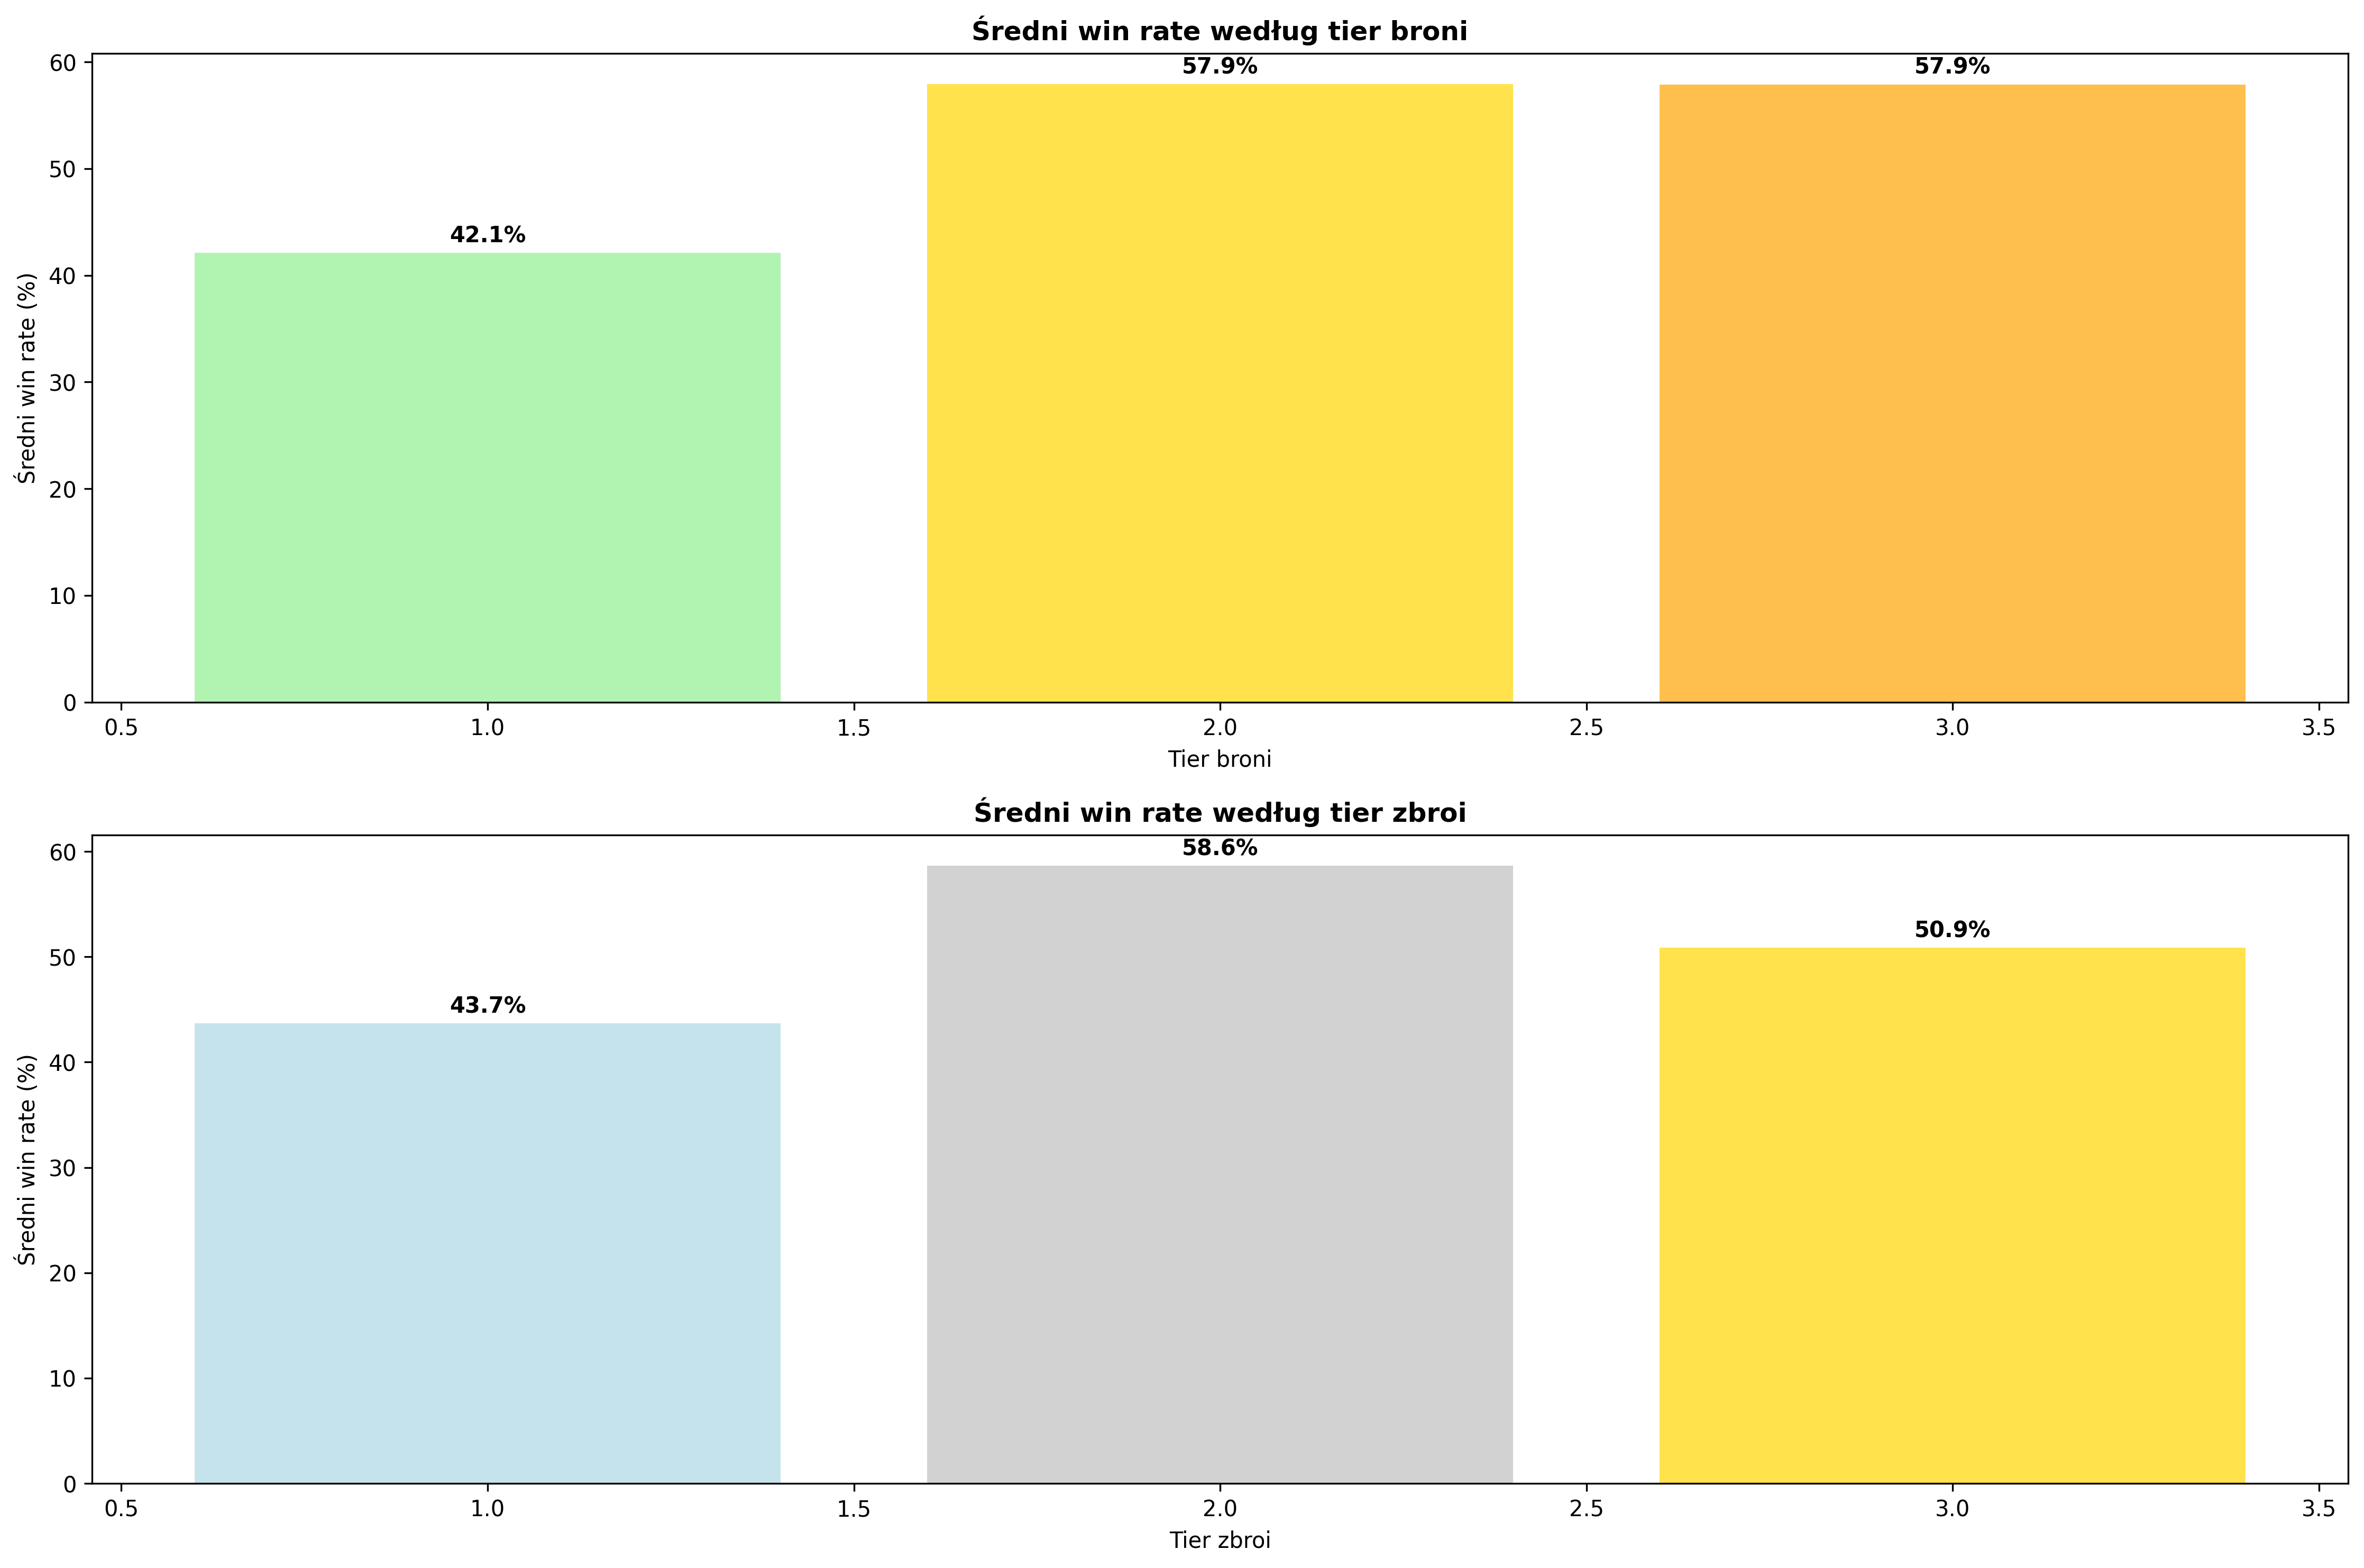 Średni win rate według tier broni
Średni win rate (%)
60
50
40
30
20
10
0
42.1%
57.9%
57.9%
0.5 1.0 1.5 2.0 2.5 3.0 3.5
Tier broni
Średni win rate według tier zbroi
Średni win rate (%)
60
50
40
30
20
10
0
43.7%
58.6%
50.9%
0.5 1.0 1.5 2.0 2.5 3.0 3.5
Tier zbroi